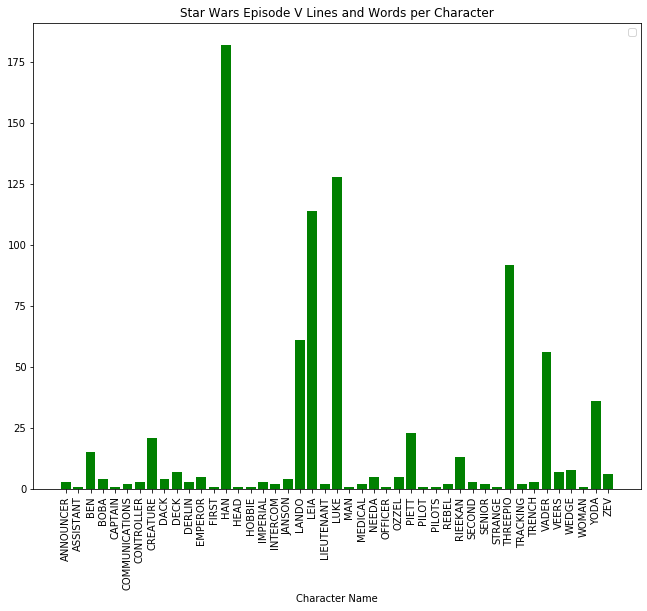 Star Wars Episode V Lines and Words per Character
175
150
125
100
75
50
25
0
ANNOUNCER
ASSISTANT
BEN
BOBA
CAPTAIN
COMMUNICATIONS
CONTROLLER
CREATURE
DACK
DECK
DERLIN
EMPEROR
FIRST
HAN
HEAD
HOBBIE
IMPERIAL
INTERCOM
JANSON
LANDO
LEIA
LIEUTENANT
LUKE
MAN
MEDICAL
NEEDA
OFFICER
OZZEL
PIETT
PILOT
PILOTS
REBEL
RIEEKAN
SECOND
SENIOR
STRANGE
THREEPIO
TRACKING
TRENCH
VADER
VEERS
WEDGE
WOMAN
YODA
ZEV
Character Name